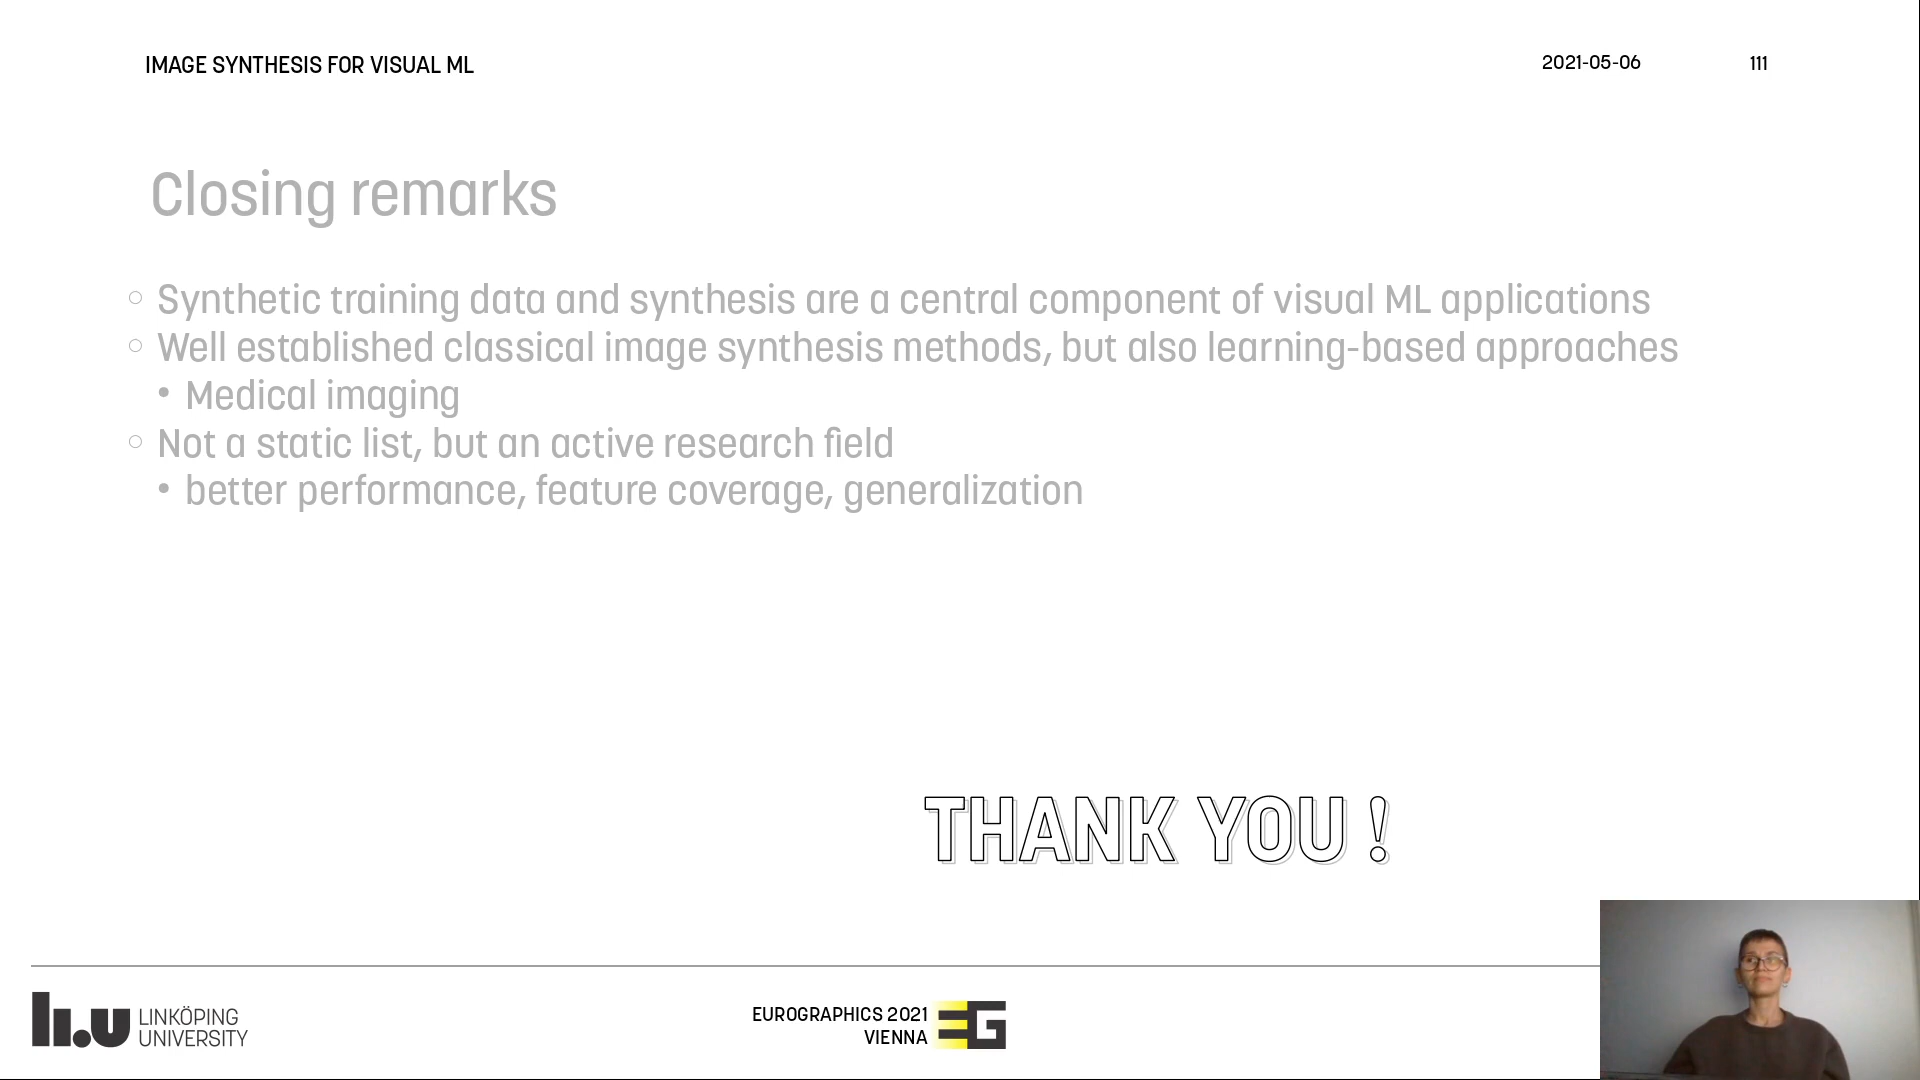 IMAGE SYNTHESIS FOR VISUAL ML
2021-05-06
111
Closing remarks
Synthetic training data and synthesis are a central component of visual ML applications
Well established classical image synthesis methods, but also learning-based approaches
Medical imaging
Not a static list, but an active research field
better performance, feature coverage, generalization
THANK YOU !
li.u LINKÖPING
UNIVERSITY
EUROGRAPHICS 2021
VIENNA
EG